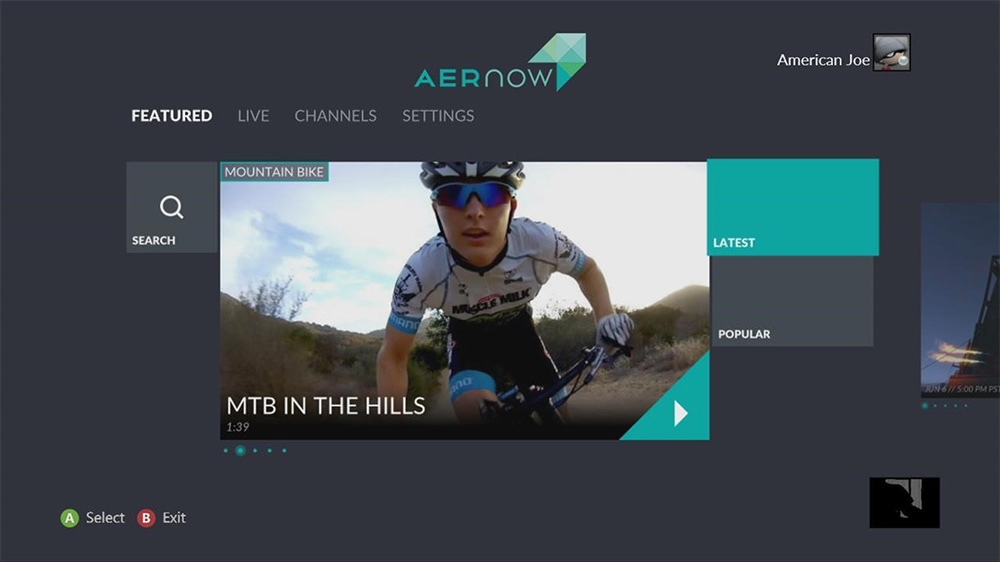 AERNOW
American Joe
FEATURED LIVE CHANNELS SETTINGS
MOUNTAIN BIKE
SEARCH
MUSCLE MILK
LATEST
POPULAR
MTB IN THE HILLS
1:39
JUN 6 // 5:00 PM PST
A Select B Exit